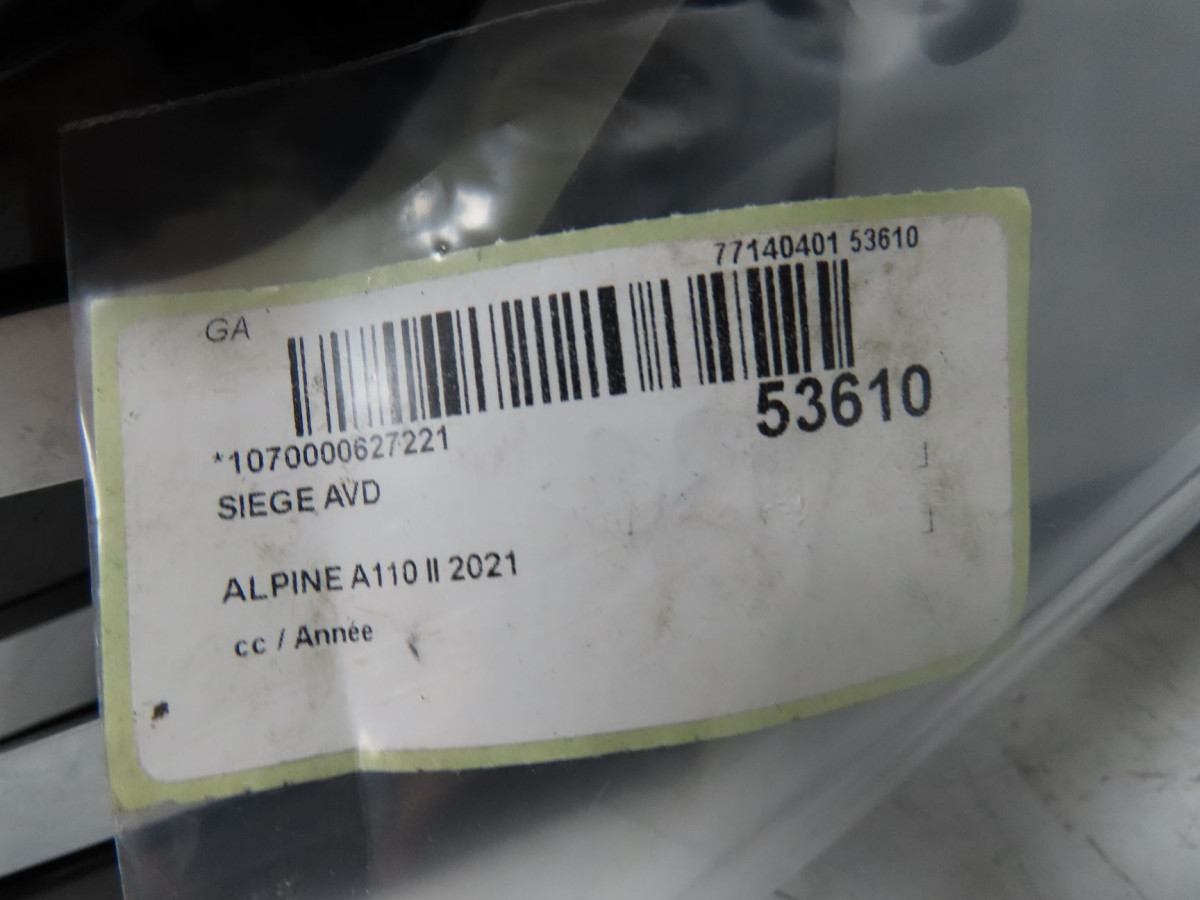 77140401 53610
GA
53610
*1070000627221
SIEGE AVD
ALPINE A110 II 2021
cc / Année